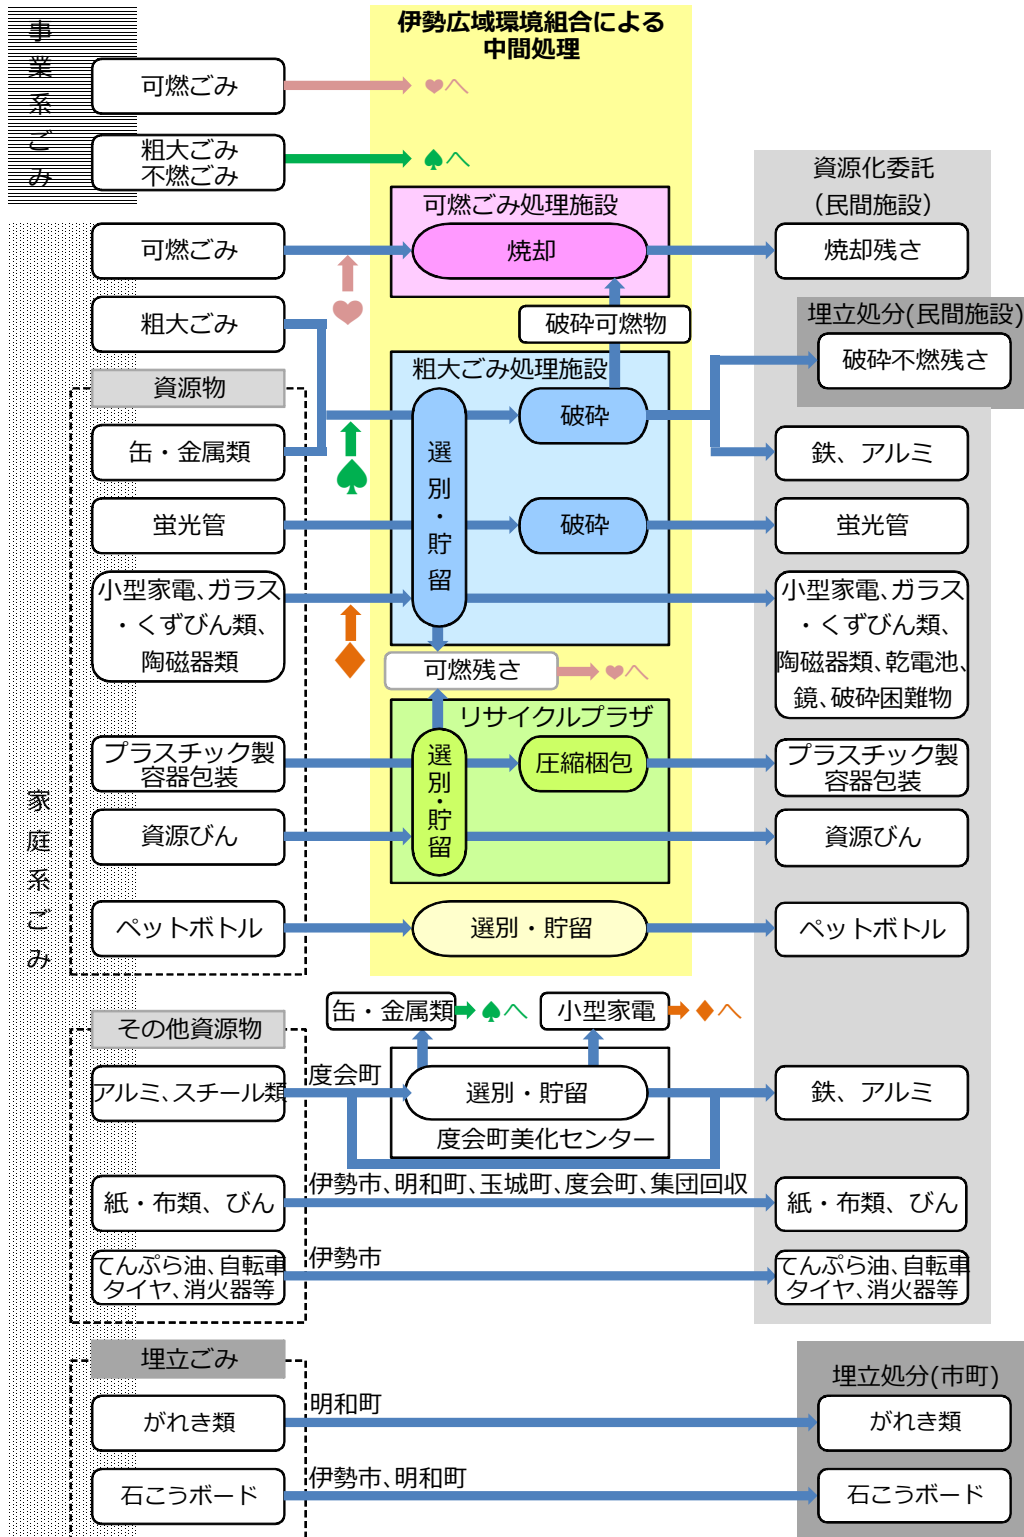 事業系ごみ
伊勢広域環境組合による
中間処理
可燃ごみ
♥へ
粗大ごみ
不燃ごみ
♠へ
資源化委託
（民間施設）
可燃ごみ処理施設
可燃ごみ
焼却
焼却残さ
粗大ごみ
破砕可燃物
埋立処分(民間施設)
破砕不燃残さ
粗大ごみ処理施設
資源物
選別・貯留
破砕
缶・金属類
鉄、アルミ
蛍光管
破砕
蛍光管
小型家電、ガラス
・くずびん類、
陶磁器類
小型家電、ガラス
・くずびん類、
陶磁器類、乾電池、
鏡、破砕困難物
可燃残さ
♥へ
リサイクルプラザ
プラスチック製
容器包装
選別・貯留
圧縮梱包
プラスチック製
容器包装
家庭系ごみ
資源びん
資源びん
ペットボトル
選別・貯留
ペットボトル
缶・金属類
♠へ
小型家電
♦へ
その他資源物
アルミ、スチール類
度会町
選別・貯留
度会町美化センター
鉄、アルミ
紙・布類、びん
伊勢市、明和町、玉城町、度会町、集団回収
紙・布類、びん
てんぷら油、自転車
タイヤ、消火器等
伊勢市
てんぷら油、自転車
タイヤ、消火器等
埋立ごみ
埋立処分(市町)
がれき類
明和町
がれき類
石こうボード
伊勢市、明和町
石こうボード